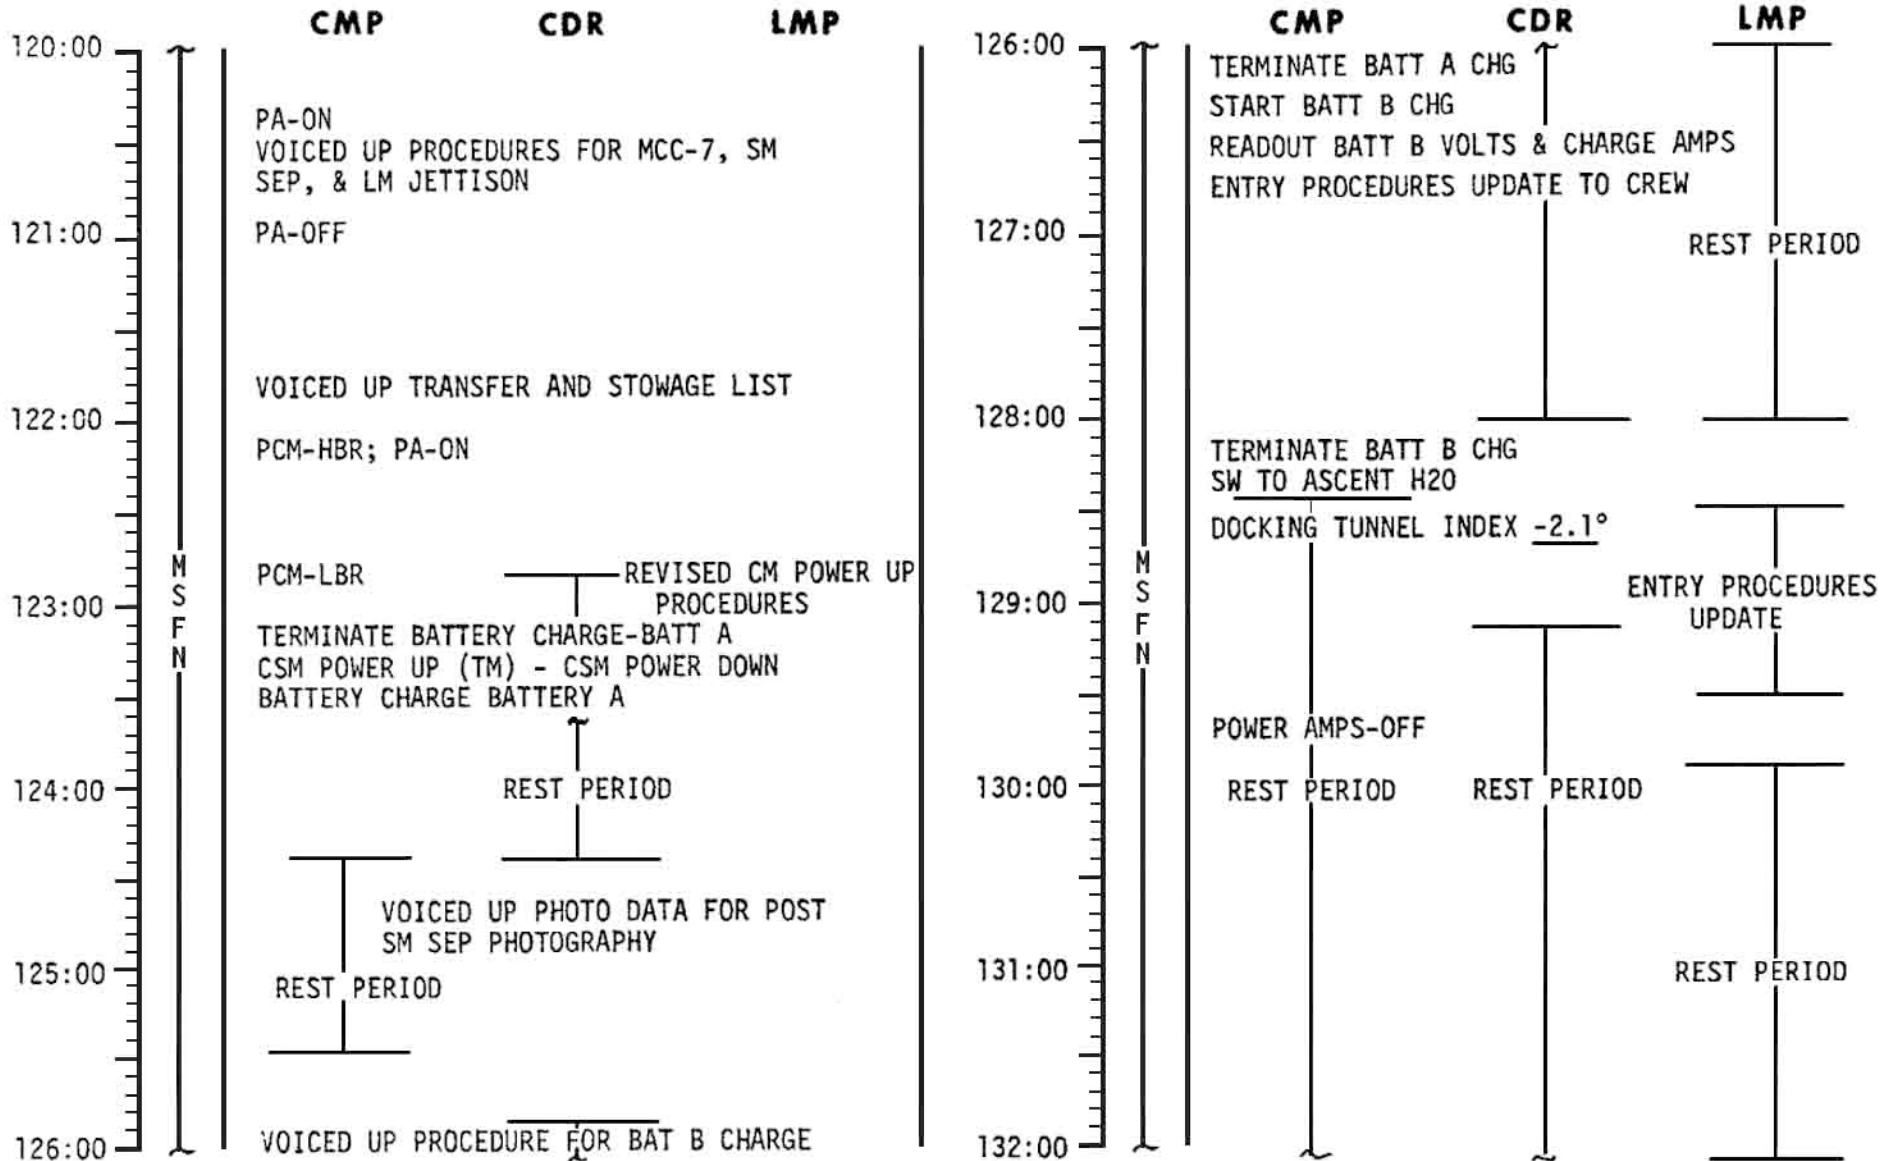 CMP CDR LMP
120:00
PA-ON
VOICED UP PROCEDURES FOR MCC-7, SM
SEP, & LM JETTISON
121:00
PA-OFF
VOICED UP TRANSFER AND STOWAGE LIST
122:00
PCM-HBR; PA-ON
MSFN
PCM-LBR
REVISED CM POWER UP
PROCEDURES
123:00
TERMINATE BATTERY CHARGE-BATT A
CSM POWER UP (TM) - CSM POWER DOWN
BATTERY CHARGE BATTERY A
124:00
REST PERIOD
VOICED UP PHOTO DATA FOR POST
SM SEP PHOTOGRAPHY
125:00
REST PERIOD
126:00
VOICED UP PROCEDURE FOR BAT B CHARGE
CMP CDR LMP
126:00
TERMINATE BATT A CHG
START BATT B CHG
READOUT BATT B VOLTS & CHARGE AMPS
ENTRY PROCEDURES UPDATE TO CREW
127:00
REST PERIOD
128:00
TERMINATE BATT B CHG
SW TO ASCENT H2O
DOCKING TUNNEL INDEX -2.1°
MSFN
ENTRY PROCEDURES
UPDATE
129:00
POWER AMPS-OFF
130:00
REST PERIOD
REST PERIOD
131:00
REST PERIOD
132:00